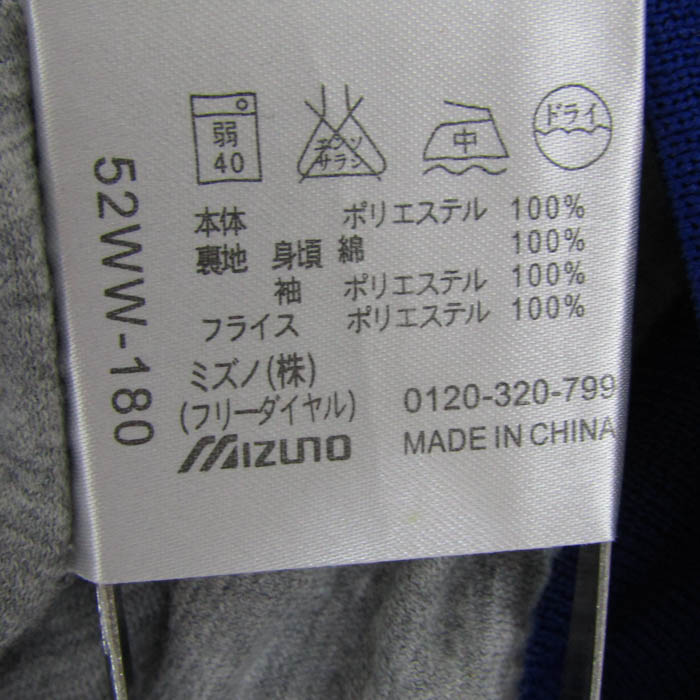 弱
40
エンソ
サラシ
中
ドライ
本体 ポリエステル 100%
裏地 身頃 綿 100%
袖 ポリエステル 100%
フライス ポリエステル 100%
ミズノ(株)
(フリーダイヤル) 0120-320-799
MIZUNO MADE IN CHINA
52WW-180